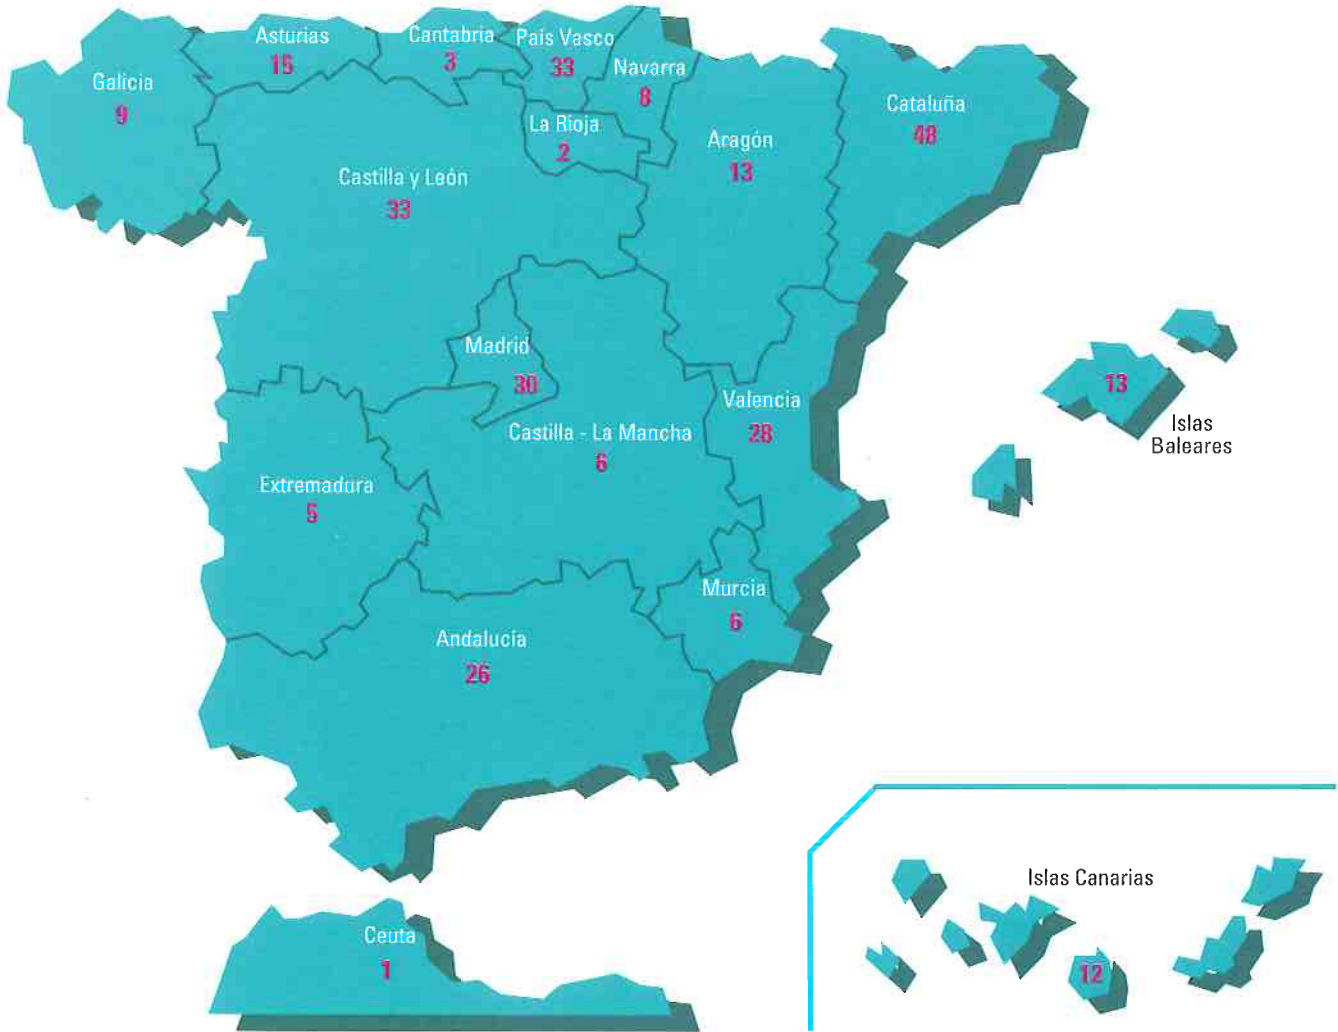 Asturias
15
Cantabria
3
País Vasco
33
Navarra
8
Galicia
9
La Rioja
2
Aragón
13
Cataluña
48
Castilla y León
33
Madrid
30
Valencia
28
13
Islas
Baleares
Castilla - La Mancha
6
Extremadura
5
Murcia
6
Andalucía
26
Islas Canarias
12
Ceuta
1